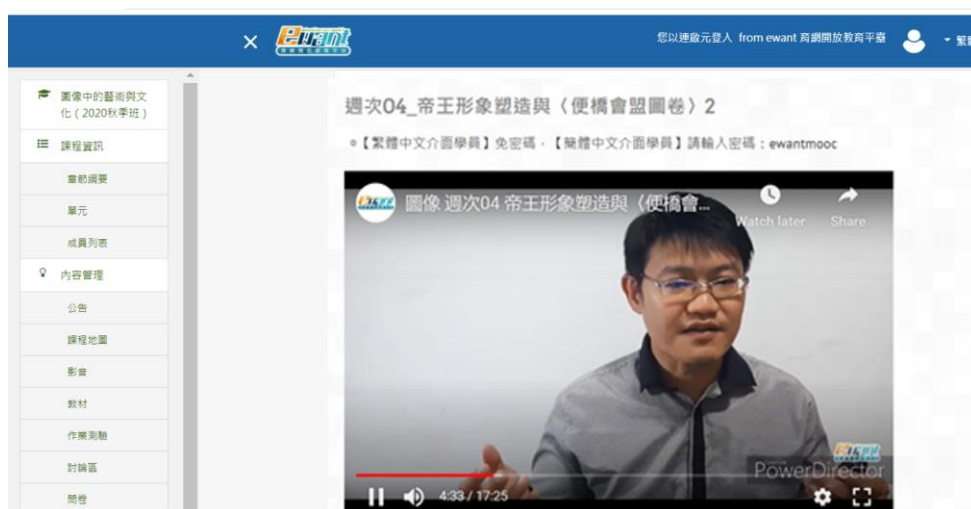 ewant
您以連啟元登入 from ewant 育網開放教育平臺
圖像中的藝術與文
化 ( 2020秋季班 )
課程資訊
章節綱要
單元
成員列表
內容管理
公告
課程地圖
影音
教材
作業測驗
討論區
問卷
週次04_帝王形象塑造與〈便橋會盟圖卷〉2
【繁體中文介面學員】免密碼。【簡體中文介面學員】請輸入密碼：ewantmooc
ewant 圖像 週次04 帝王形象塑造與〈便橋會...
Watch later
Share
ewant
PowerDirector
4:33 / 17:25